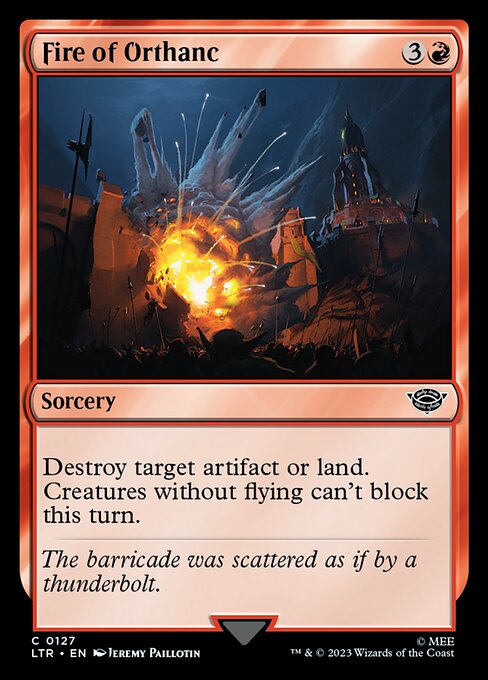 Fire of Orthanc 3
Sorcery
Destroy target artifact or land.
Creatures without flying can't block
this turn.
The barricade was scattered as if by a
thunderbolt.
C 0127
LTR • EN JEREMY PAILLOTIN
© MEE
™ & © 2023 Wizards of the Coast